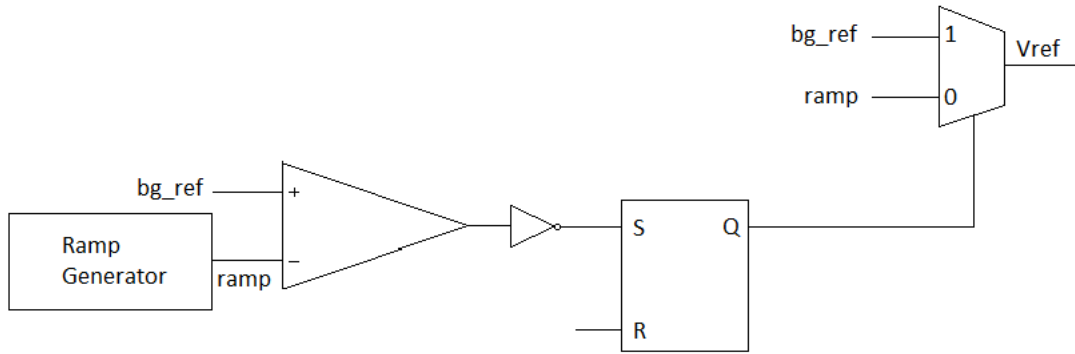 bg_ref
1
Vref
ramp
0
bg_ref
+
Ramp
Generator
ramp
−
S
Q
R